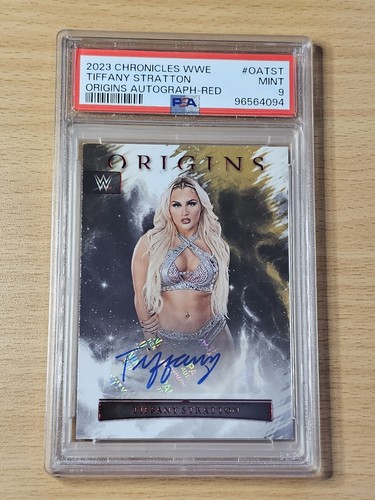 2023 CHRONICLES WWE #OATST
TIFFANY STRATTON MINT
ORIGINS AUTOGRAPH-RED 9
PSA 96564094
ORIGINS
W
Tiffany
TIFFANY STRATTON